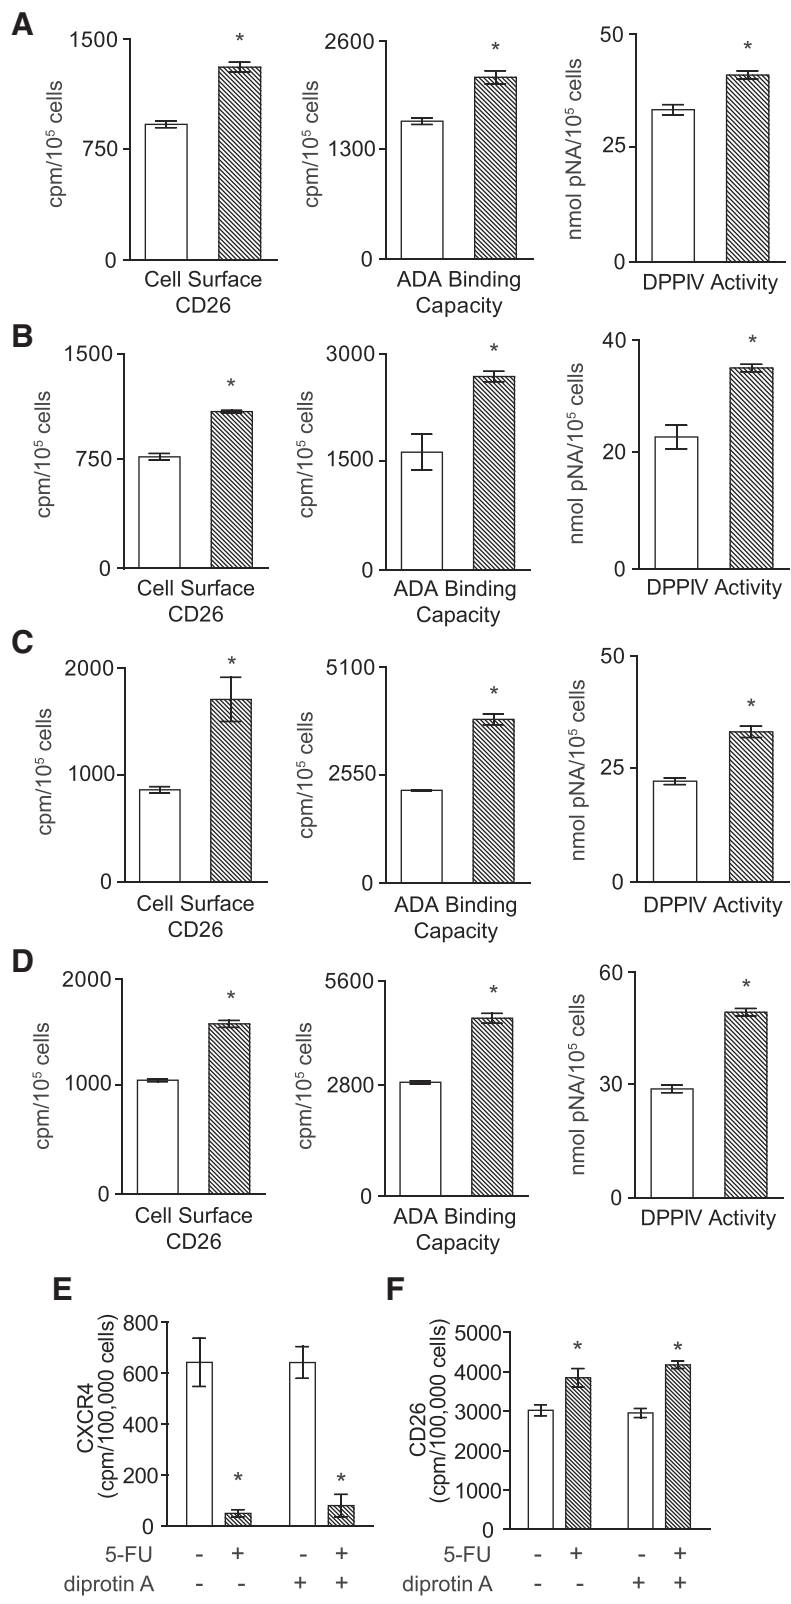 A
1500
750
0
cpm/10⁵ cells
*
Cell Surface
CD26
2600
1300
0
cpm/10⁵ cells
*
ADA Binding
Capacity
50
25
0
nmol pNA/10⁵ cells
*
DPPIV Activity
B
1500
750
0
cpm/10⁵ cells
*
Cell Surface
CD26
3000
1500
0
cpm/10⁵ cells
*
ADA Binding
Capacity
40
20
0
nmol pNA/10⁵ cells
*
DPPIV Activity
C
2000
1000
0
cpm/10⁵ cells
*
Cell Surface
CD26
5100
2550
0
cpm/10⁵ cells
*
ADA Binding
Capacity
50
25
0
nmol pNA/10⁵ cells
*
DPPIV Activity
D
2000
1000
0
cpm/10⁵ cells
*
Cell Surface
CD26
5600
2800
0
cpm/10⁵ cells
*
ADA Binding
Capacity
60
30
0
nmol pNA/10⁵ cells
*
DPPIV Activity
E
CXCR4
(cpm/100,000 cells)
800
600
400
200
0
* *
5-FU - + - +
diprotin A - - + +
F
CD26
(cpm/100,000 cells)
5000
4000
3000
2000
1000
0
* *
5-FU - + - +
diprotin A - - + +